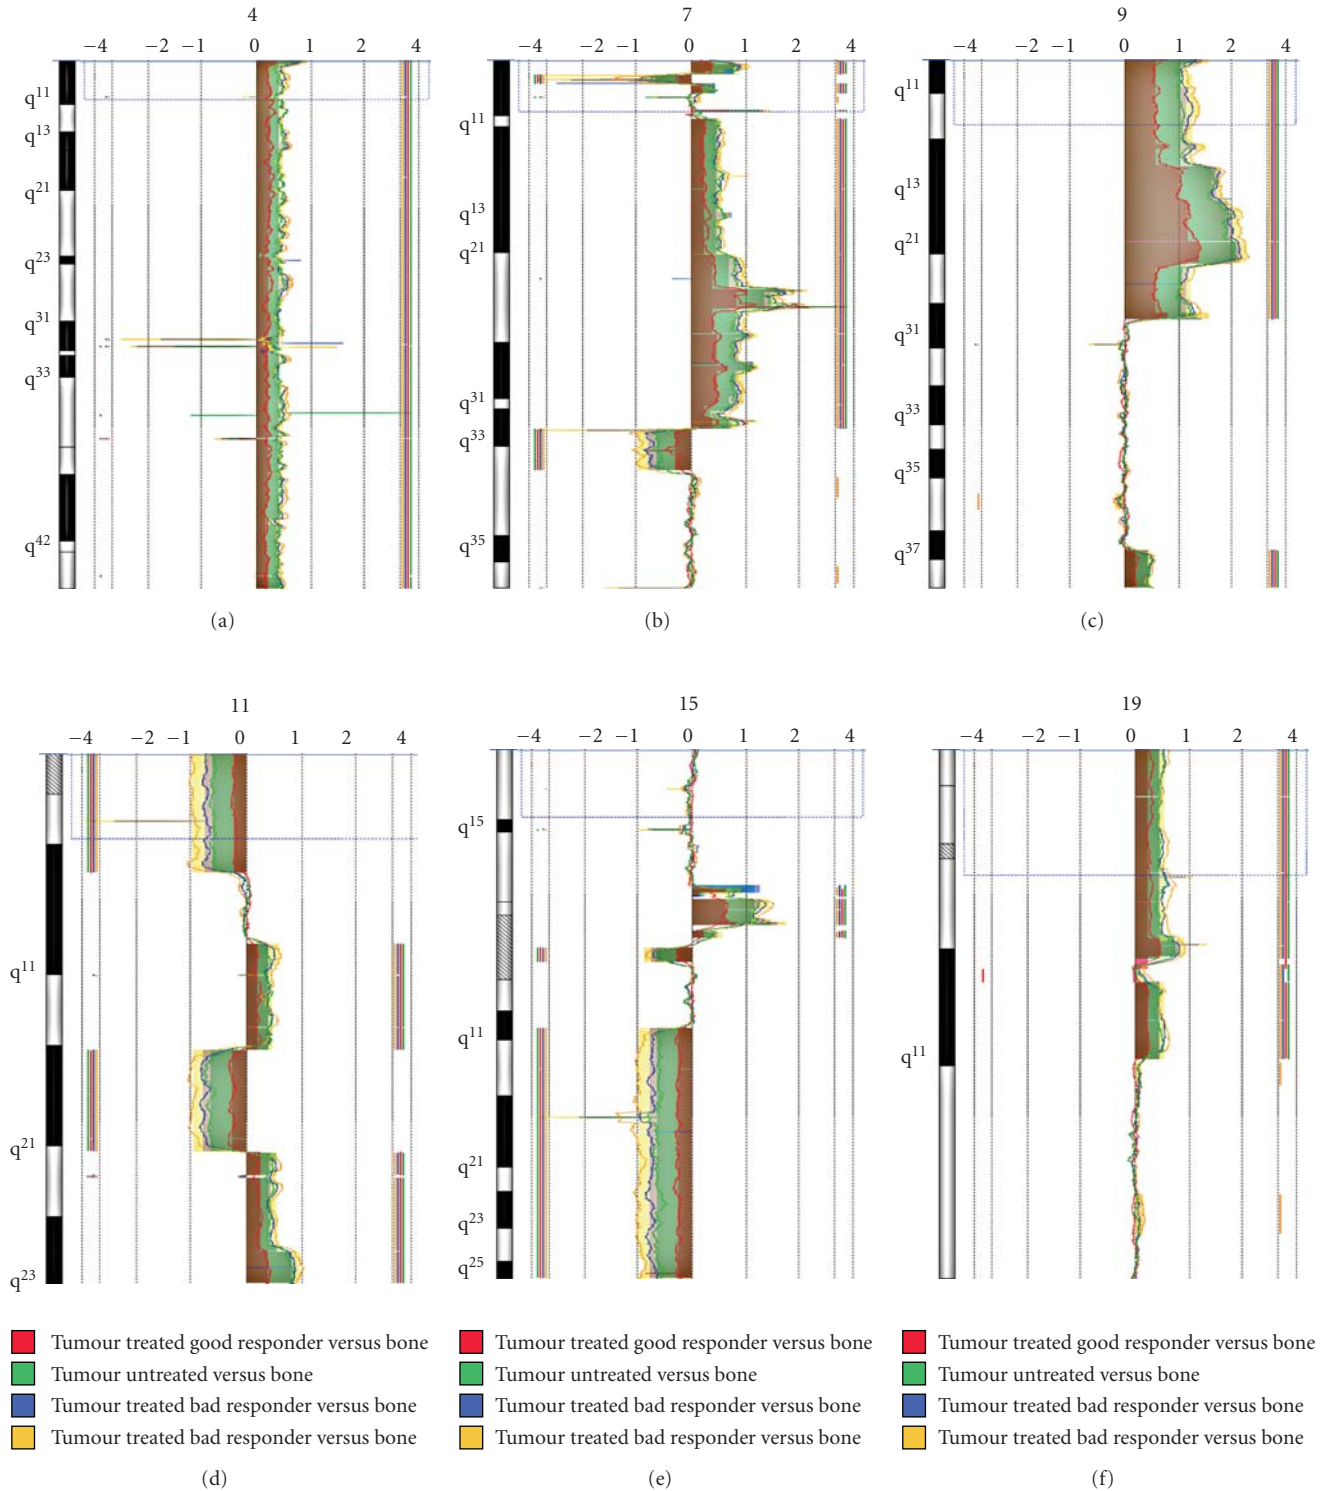 4
−4 −2 −1 0 1 2 4
q11
q13
q21
q23
q31
q33
q42
(a)
7
−4 −2 −1 0 1 2 4
q11
q13
q21
q31
q33
q35
(b)
9
−4 −2 −1 0 1 2 4
q11
q13
q21
q31
q33
q35
q37
(c)
11
−4 −2 −1 0 1 2 4
q11
q21
q23
15
−4 −2 −1 0 1 2 4
q15
q11
q21
q23
q25
19
−4 −2 −1 0 1 2 4
q11
Tumour treated good responder versus bone
Tumour untreated versus bone
Tumour treated bad responder versus bone
Tumour treated bad responder versus bone
(d)
Tumour treated good responder versus bone
Tumour untreated versus bone
Tumour treated bad responder versus bone
Tumour treated bad responder versus bone
(e)
Tumour treated good responder versus bone
Tumour untreated versus bone
Tumour treated bad responder versus bone
Tumour treated bad responder versus bone
(f)